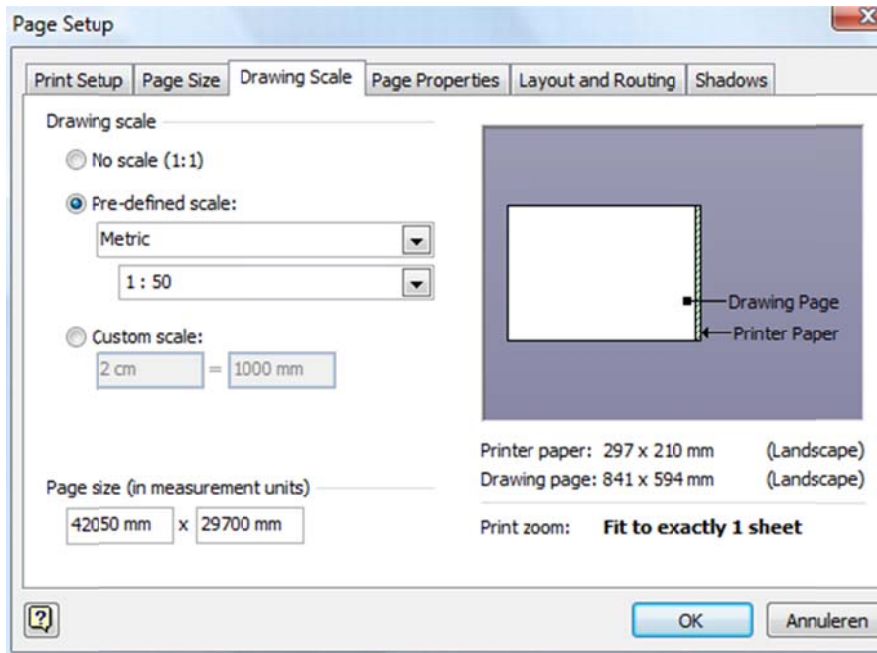 Page Setup
Print Setup Page Size Drawing Scale Page Properties Layout and Routing Shadows
Drawing scale
No scale (1:1)
Pre-defined scale:
Metric
1 : 50
Custom scale:
2 cm = 1000 mm
Page size (in measurement units)
42050 mm x 29700 mm
Drawing Page
Printer Paper
Printer paper: 297 x 210 mm (Landscape)
Drawing page: 841 x 594 mm (Landscape)
Print zoom: Fit to exactly 1 sheet
? OK Annuleren